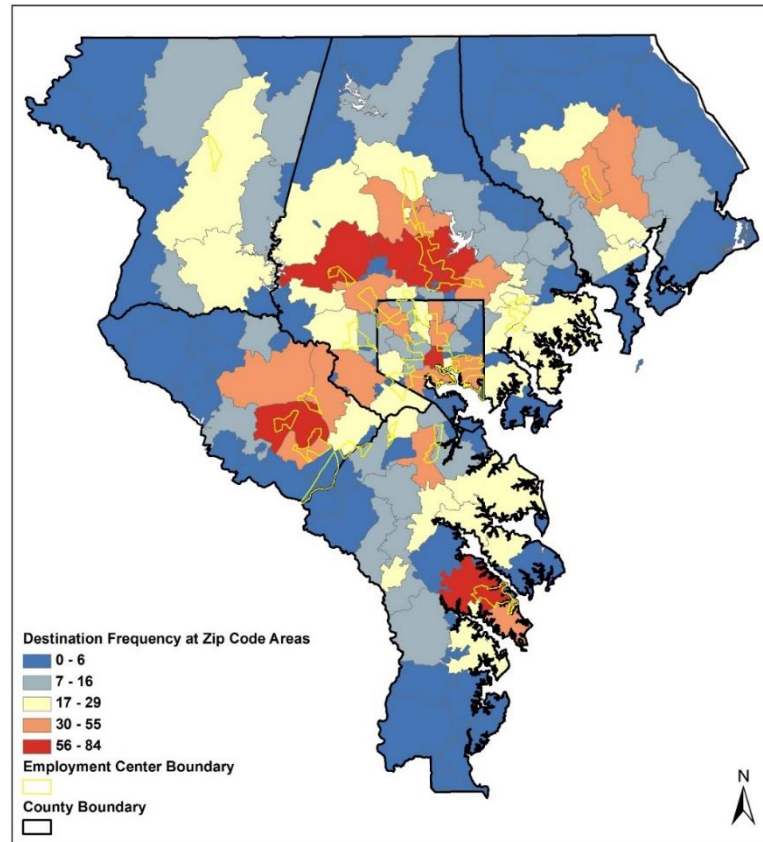 Destination Frequency at Zip Code Areas
0 - 6
7 - 16
17 - 29
30 - 55
56 - 84
Employment Center Boundary
County Boundary
N